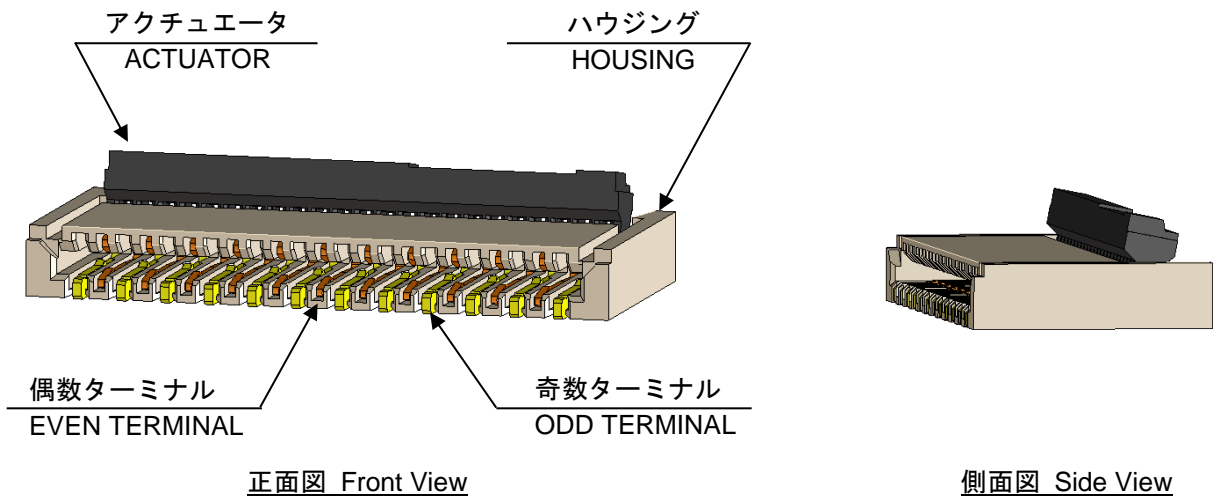 アクチュエータ
ACTUATOR
ハウジング
HOUSING
偶数ターミナル
EVEN TERMINAL
奇数ターミナル
ODD TERMINAL
正面図 Front View
側面図 Side View